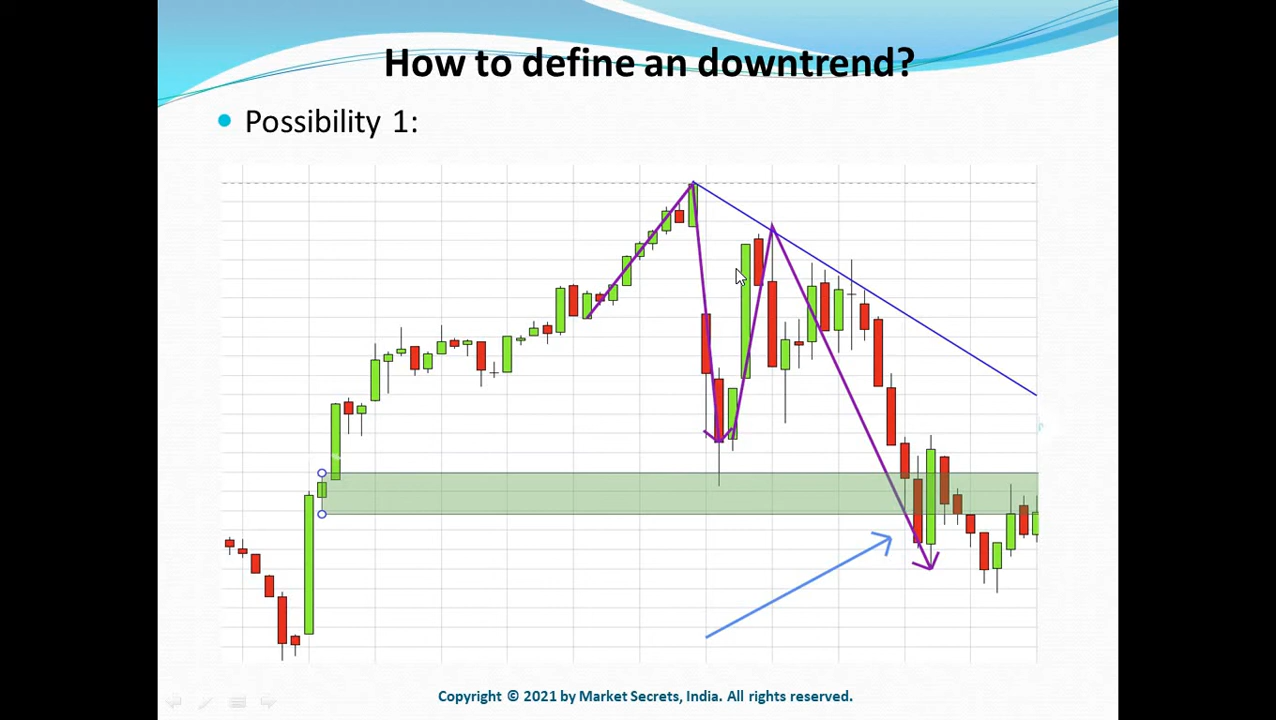 How to define an downtrend?
Possibility 1:
Copyright © 2021 by Market Secrets, India. All rights reserved.